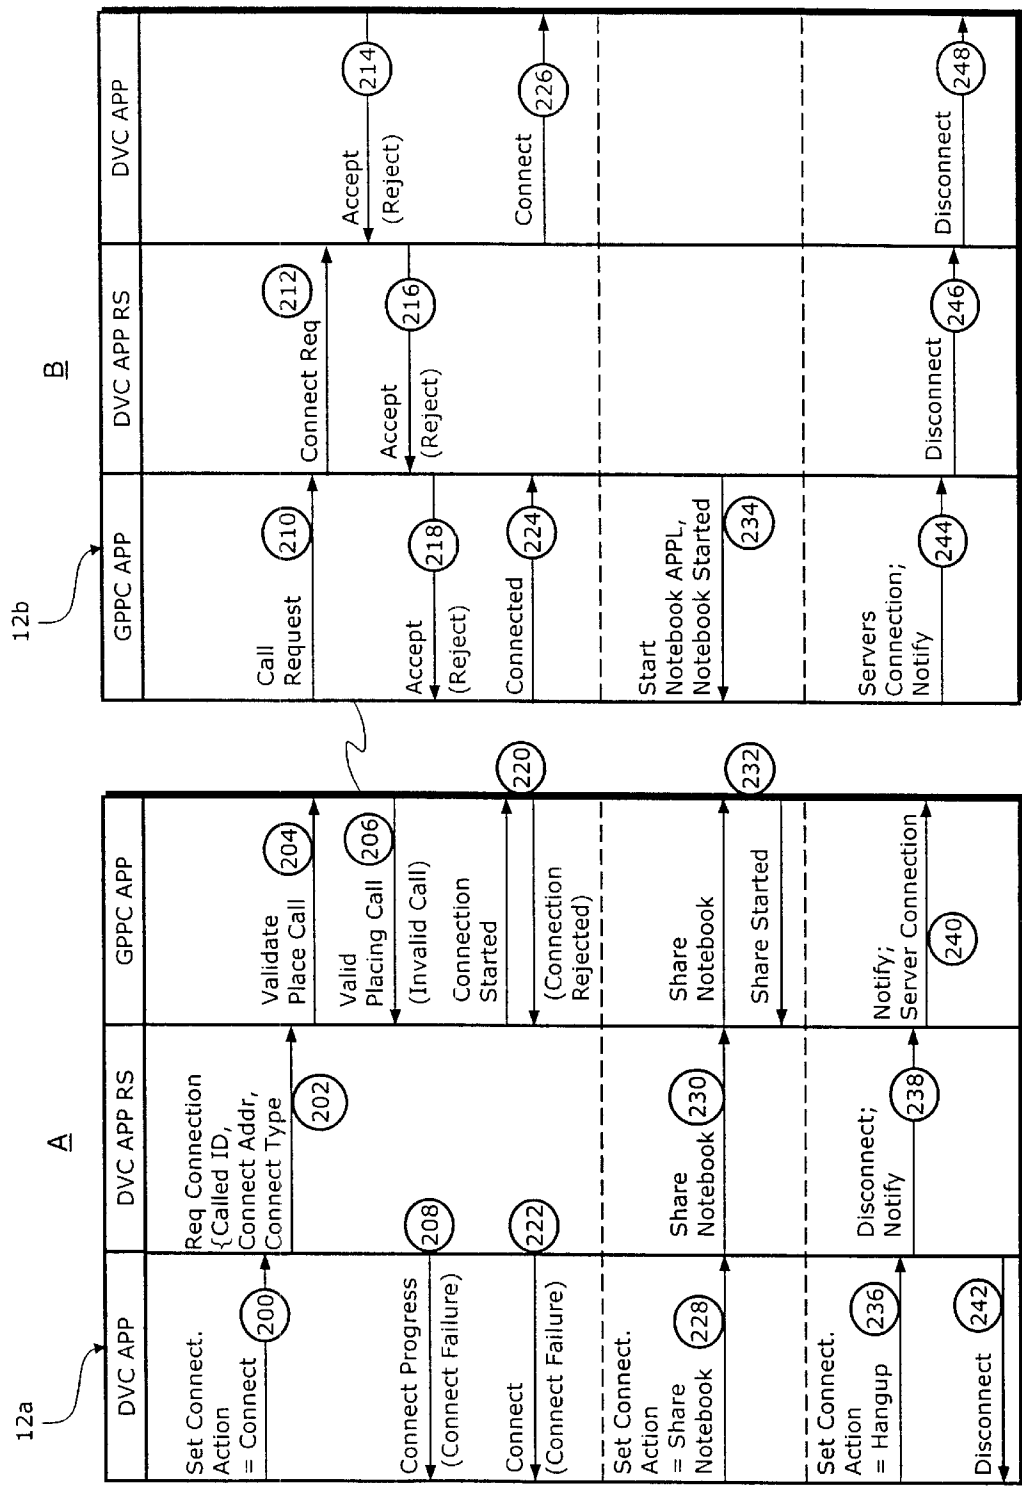 A
12a
DVC APP
DVC APP RS
GPPC APP
Set Connect.
Action
= Connect
200
Req Connection
{Called ID,
Connect Addr,
Connect Type
202
Validate
Place Call
204
Valid
Placing Call
(Invalid Call)
206
Connect Progress
(Connect Failure)
208
Connection
Started
220
(Connection
Rejected)
Connect
(Connect Failure)
222
Set Connect.
Action
= Share
Notebook
228
Share
Notebook
230
Share
Notebook
232
Share Started
Set Connect.
Action
= Hangup
236
Disconnect;
Notify
238
Notify;
Server Connection
240
Disconnect
242
B
12b
GPPC APP
DVC APP RS
DVC APP
Call
Request
210
Connect Req
212
Accept
(Reject)
214
Accept
(Reject)
216
Accept
(Reject)
218
Connected
224
Connect
226
Start
Notebook APPL,
Notebook Started
234
Servers
Connection;
Notify
244
Disconnect
246
Disconnect
248